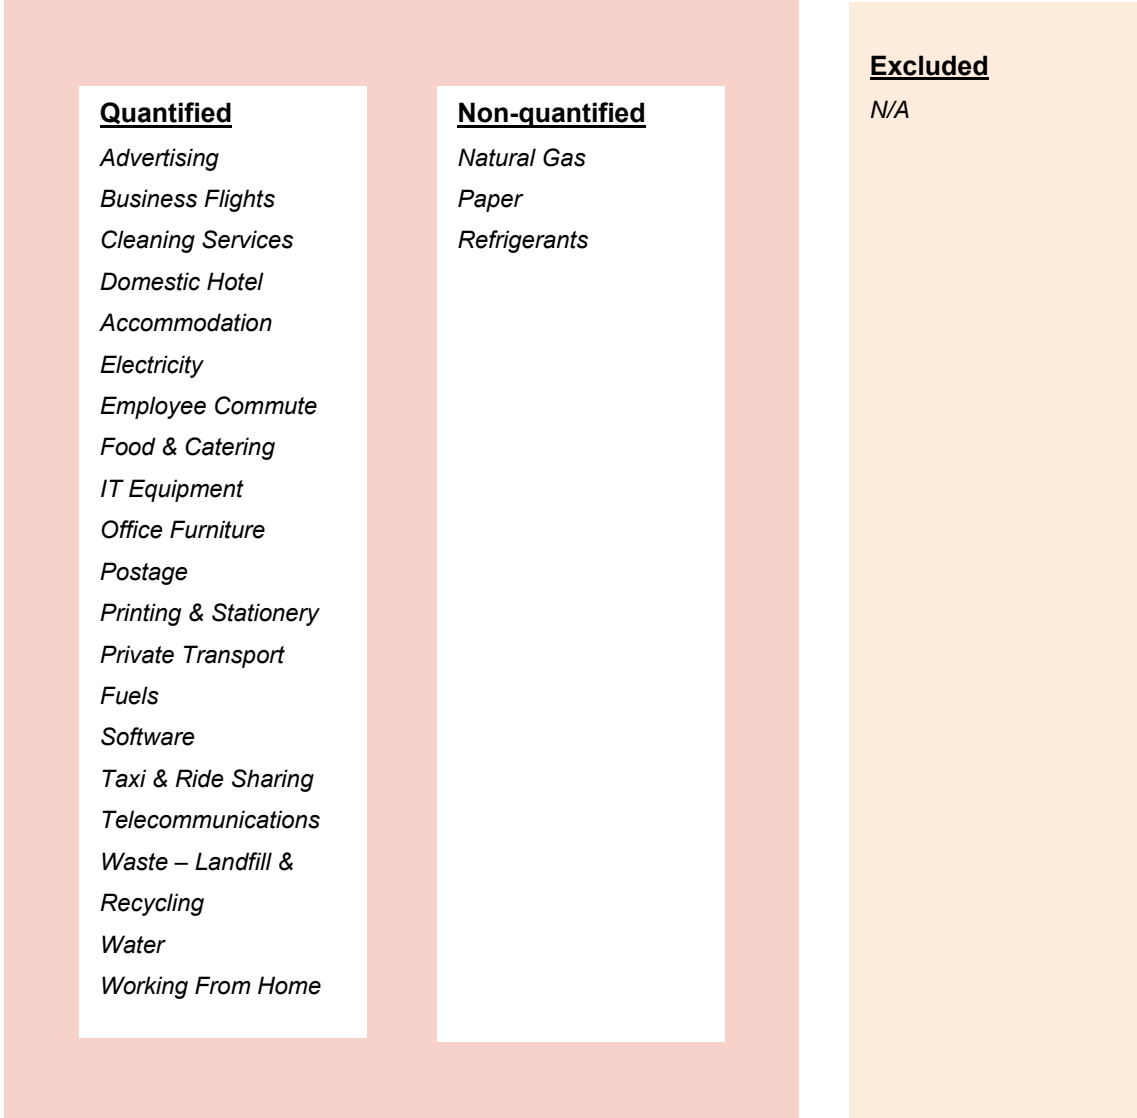 Quantified
Advertising
Business Flights
Cleaning Services
Domestic Hotel
Accommodation
Electricity
Employee Commute
Food & Catering
IT Equipment
Office Furniture
Postage
Printing & Stationery
Private Transport
Fuels
Software
Taxi & Ride Sharing
Telecommunications
Waste – Landfill &
Recycling
Water
Working From Home
Non-quantified
Natural Gas
Paper
Refrigerants
Excluded
N/A